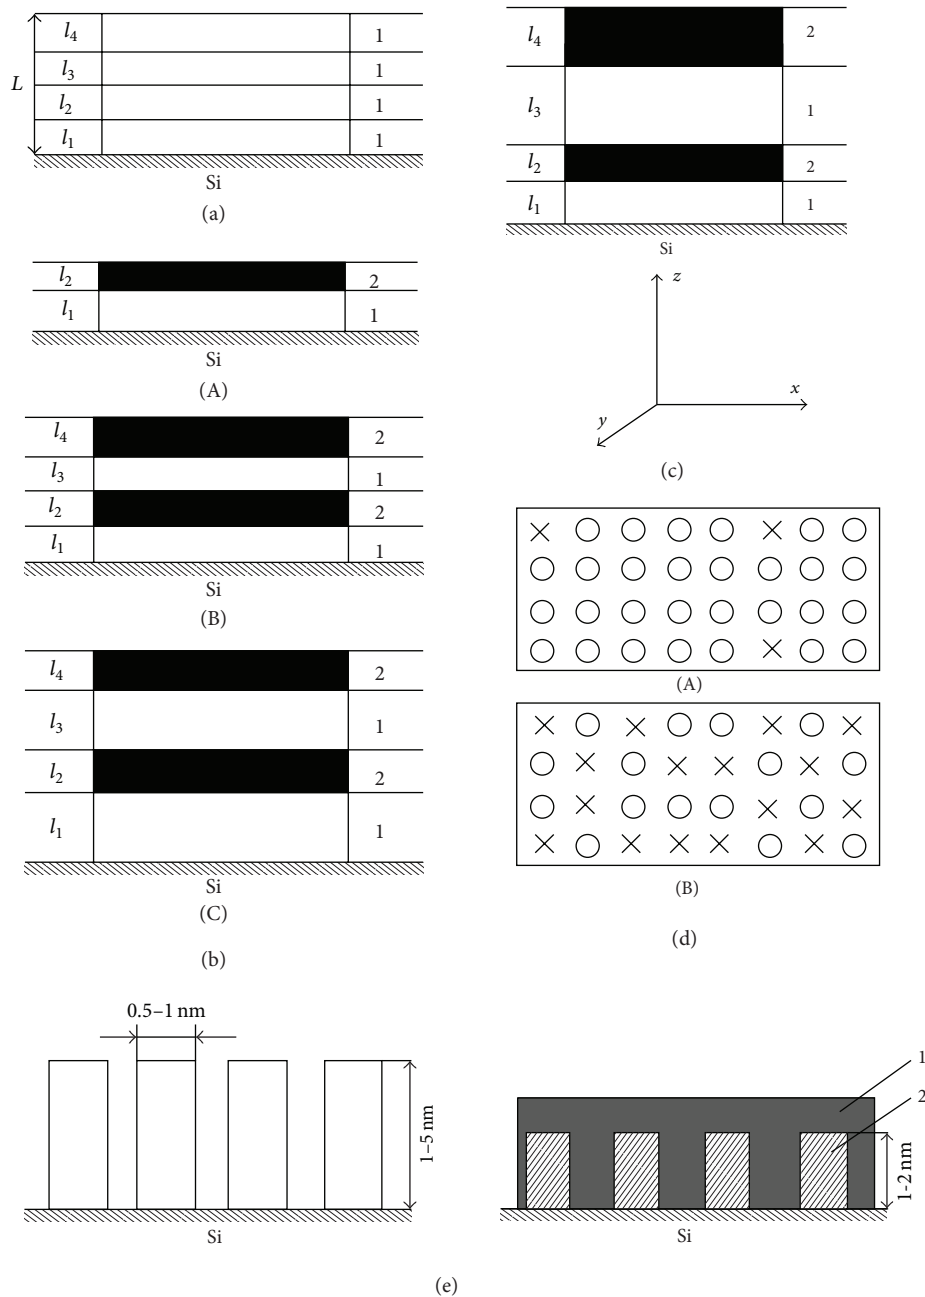 L
l4 1
l3 1
l2 1
l1 1
Si
(a)
l2 2
l1 1
Si
(A)
l4 2
l3 1
l2 2
l1 1
Si
(B)
l4 2
l3 1
l2 2
l1 1
Si
(C)
(b)
l4 2
l3 1
l2 2
l1 1
Si
z
x
y
(c)
(A)
(B)
(d)
0.5–1 nm
1–5 nm
Si
1
2
1-2 nm
Si
(e)